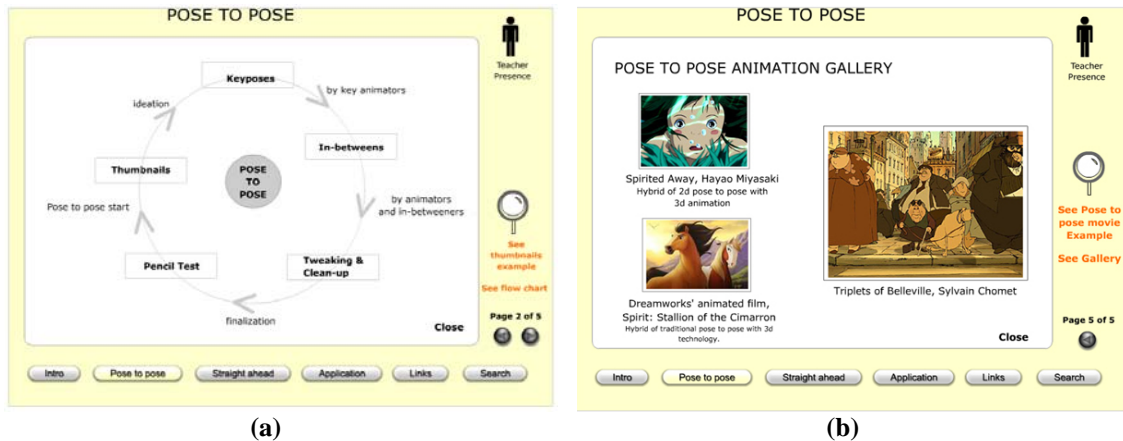 POSE TO POSE
Teacher
Presence
Keyposes
by key animators
ideation
In-betweens
Thumbnails
POSE
TO
POSE
by animators
and in-betweeners
Pose to pose start
Pencil Test
Tweaking &
Clean-up
finalization
Close
See
thumbnails
example
See flow chart
Page 2 of 5
Intro
Pose to pose
Straight ahead
Application
Links
Search
(a)
POSE TO POSE
Teacher
Presence
POSE TO POSE ANIMATION GALLERY
Spirited Away, Hayao Miyasaki
Hybrid of 2d pose to pose with
3d animation
Dreamworks' animated film,
Spirit: Stallion of the Cimarron
Hybrid of traditional pose to pose with 3d
technology.
Triplets of Belleville, Sylvain Chomet
Close
See Pose to
pose movie
Example
See Gallery
Page 5 of 5
Intro
Pose to pose
Straight ahead
Application
Links
Search
(b)